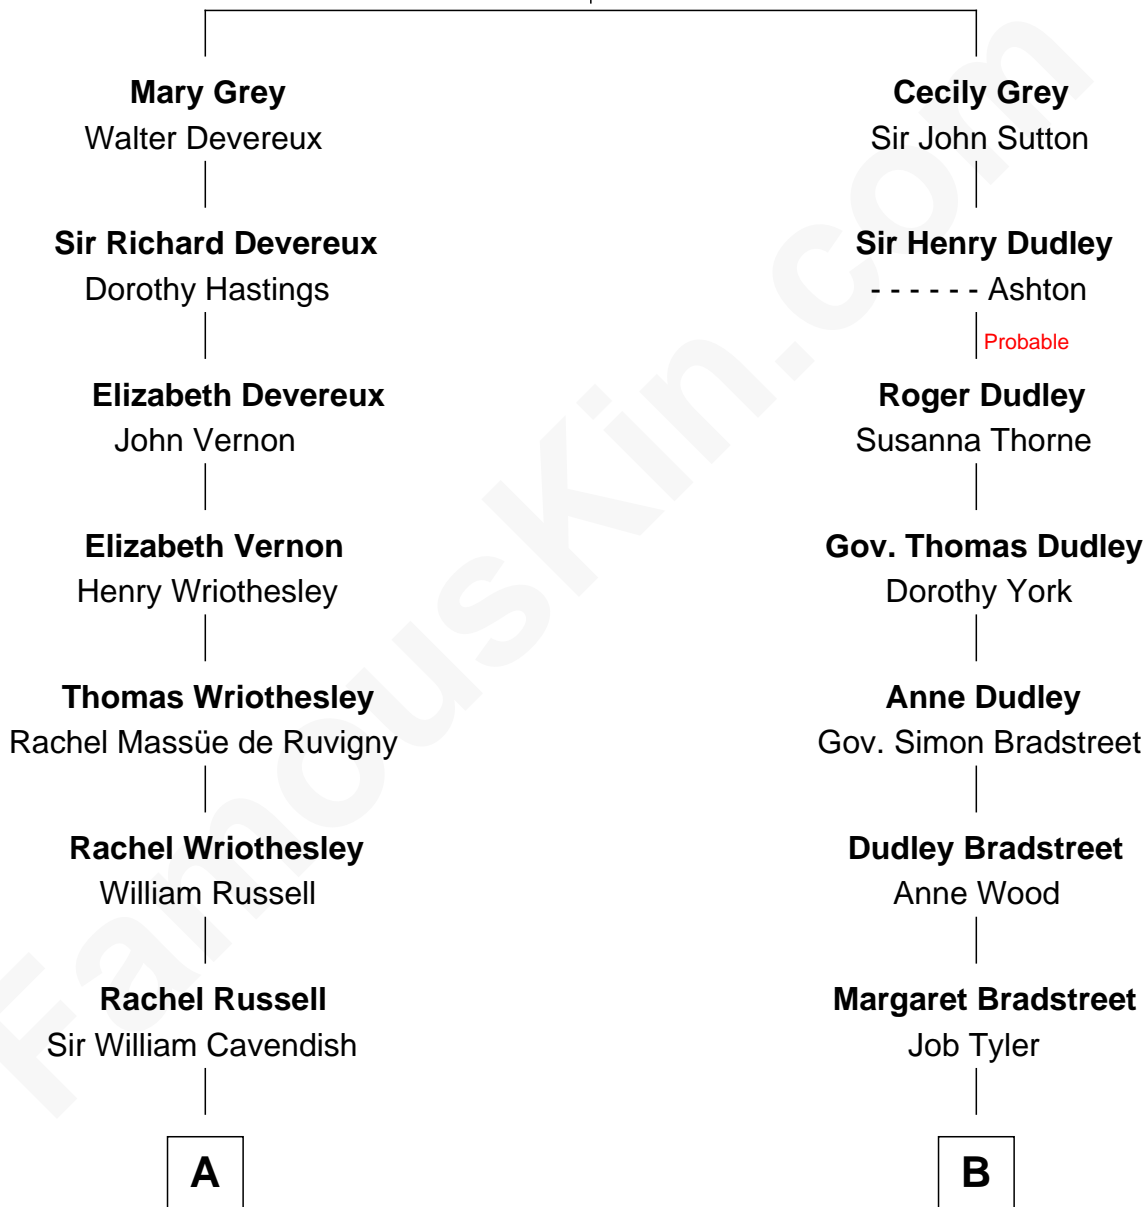 Mary Grey
Walter Devereux
Cecily Grey
Sir John Sutton
Sir Richard Devereux
Dorothy Hastings
Sir Henry Dudley
- - - - - - Ashton
Probable
Elizabeth Devereux
John Vernon
Roger Dudley
Susanna Thorne
Elizabeth Vernon
Henry Wriothesley
Gov. Thomas Dudley
Dorothy York
Thomas Wriothesley
Rachel Massüe de Ruvigny
Anne Dudley
Gov. Simon Bradstreet
Rachel Wriothesley
William Russell
Dudley Bradstreet
Anne Wood
Rachel Russell
Sir William Cavendish
Margaret Bradstreet
Job Tyler
A
B
FamousKin.com